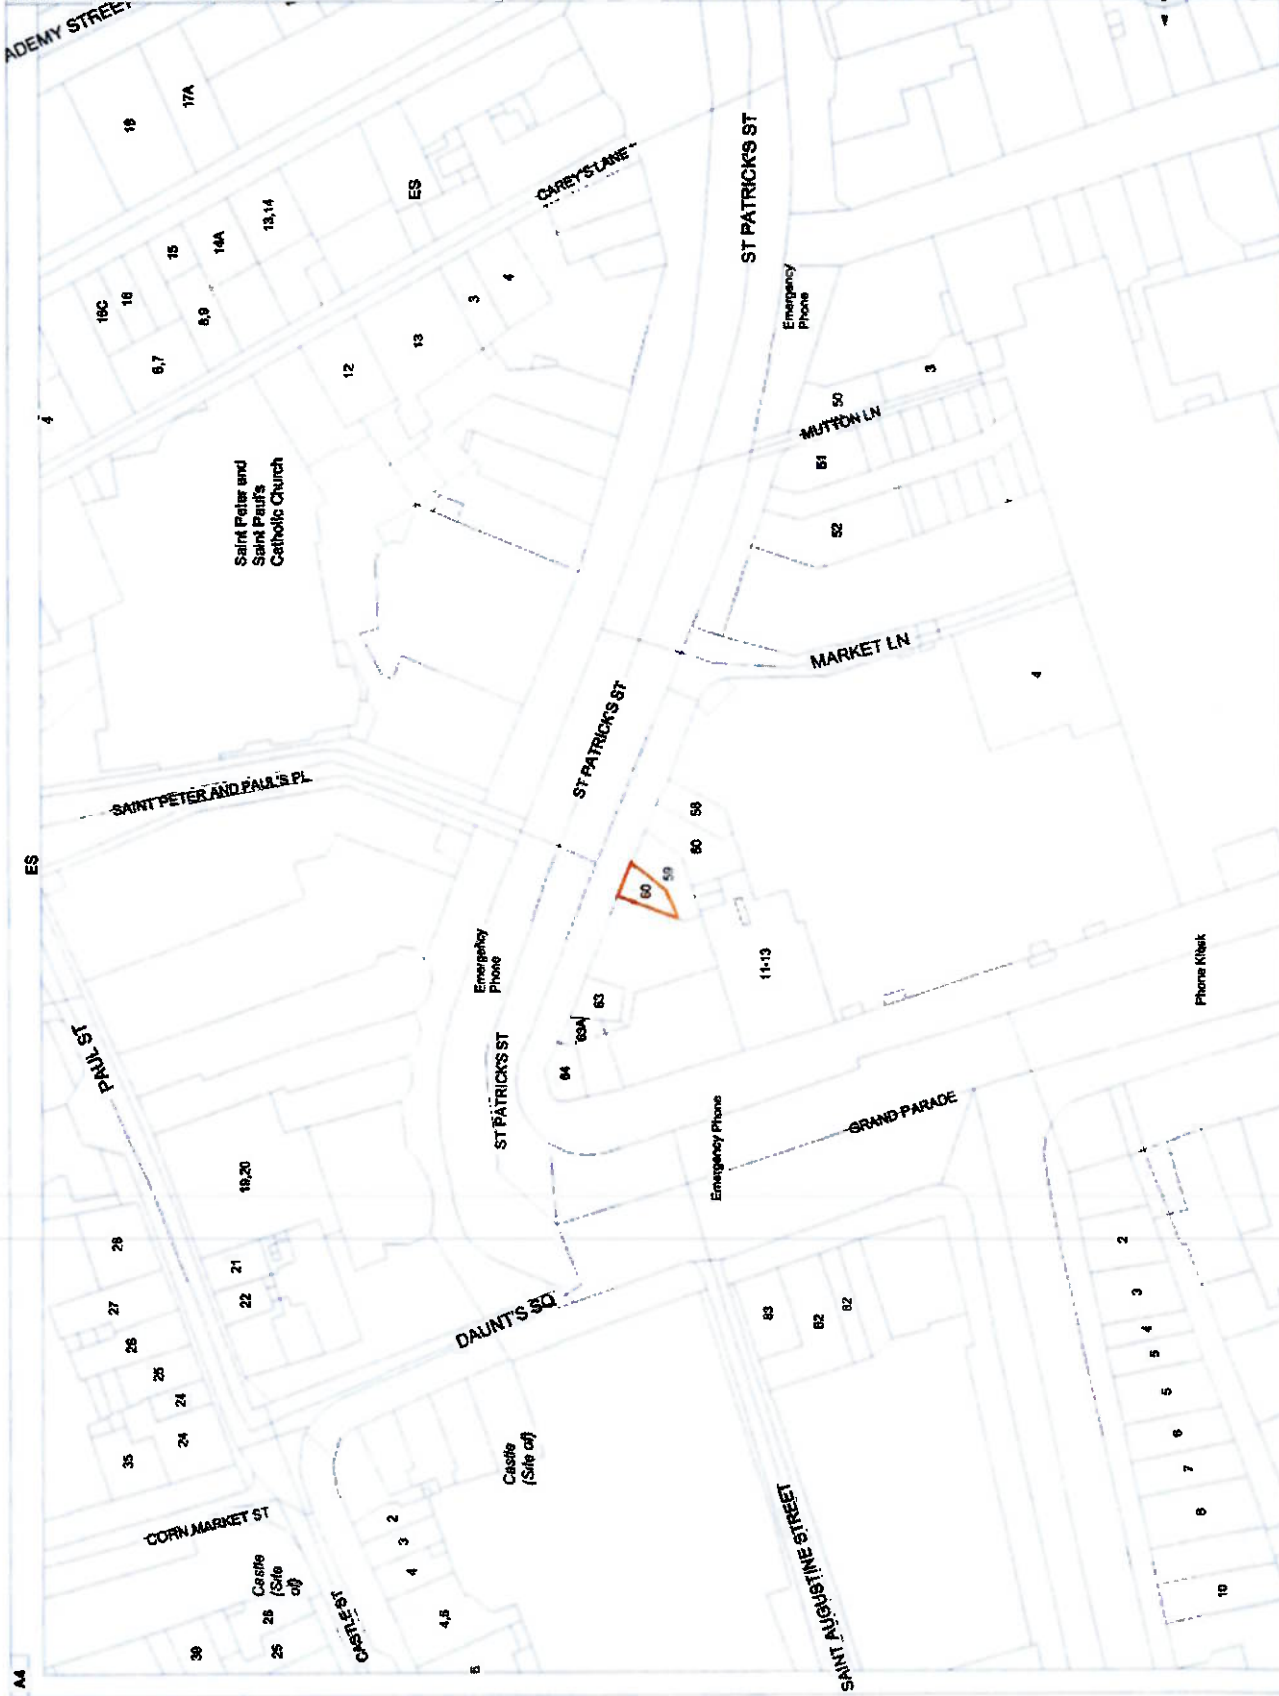 A4
ES
4
ADEMY STREET
18
17A
16C
16
15
14A
13,14
6,7
8,9
ES
12
13
3
4
CAREY'S LANE
Saint Peter and
Saint Paul's
Catholic Church
SAINT PETER AND PAUL'S PL
ST PATRICK'S ST
Emergency
Phone
50
3
MUTTON LN
51
52
MARKET LN
4
ST PATRICK'S ST
58
60
59
60
11-13
Emergency
Phone
ST PATRICK'S ST
63
63A
64
PAUL ST
19,20
21
22
28
27
26
25
24
24
35
DAUNT'S SQ
Emergency Phone
GRAND PARADE
Phone Kiosk
83
82
82
Castle
(Site of)
CORN MARKET ST
Castle
(Site
of)
28
25
39
CASTLE ST
2
3
4
4,5
SAINT AUGUSTINE STREET
2
3
4
5
5
6
7
8
10